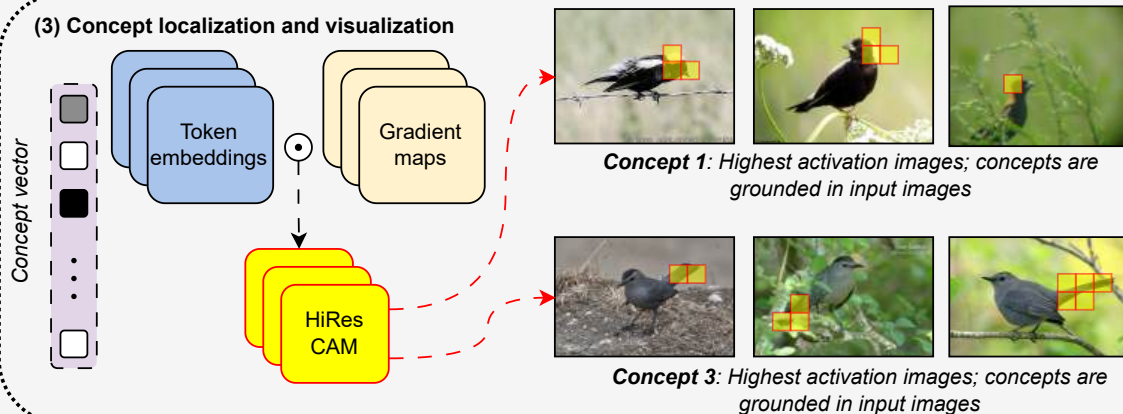 (3) Concept localization and visualization
Concept vector
Token
embeddings
Gradient
maps
HiRes
CAM
Concept 1: Highest activation images; concepts are
grounded in input images
Concept 3: Highest activation images; concepts are
grounded in input images